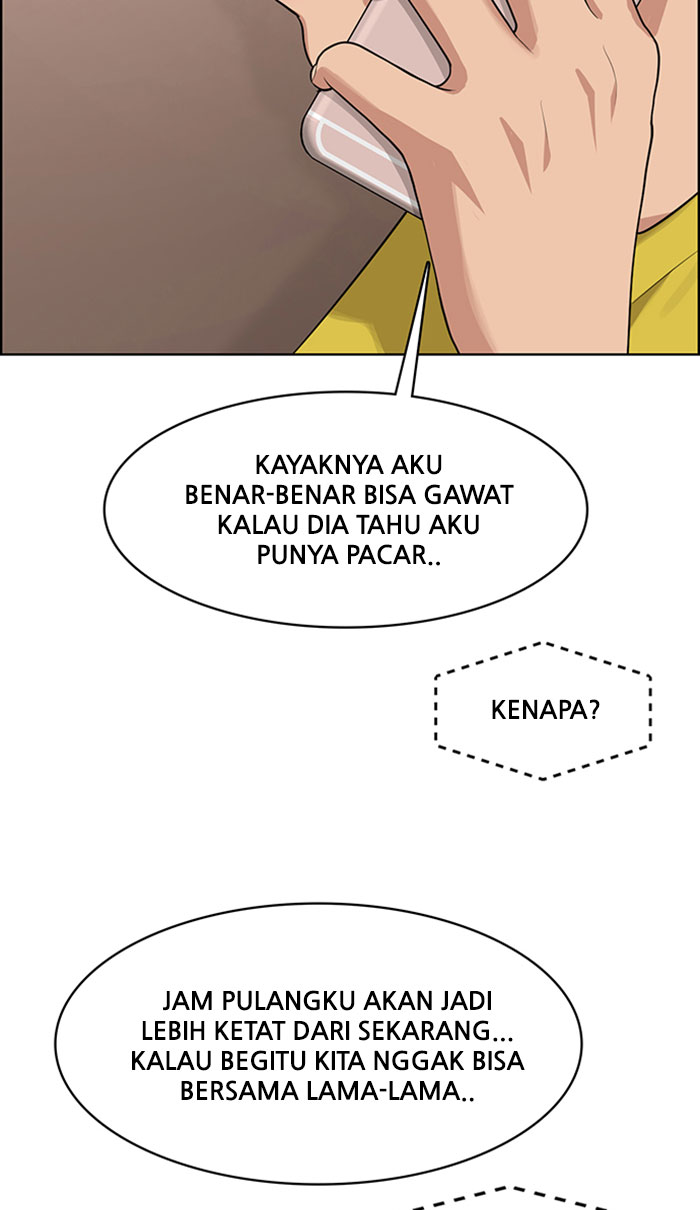 KAYAKNYA AKU
BENAR-BENAR BISA GAWAT
KALAU DIA TAHU AKU
PUNYA PACAR..
KENAPA?
JAM PULANGKU AKAN JADI
LEBIH KETAT DARI SEKARANG...
KALAU BEGITU KITA NGGAK BISA
BERSAMA LAMA-LAMA..